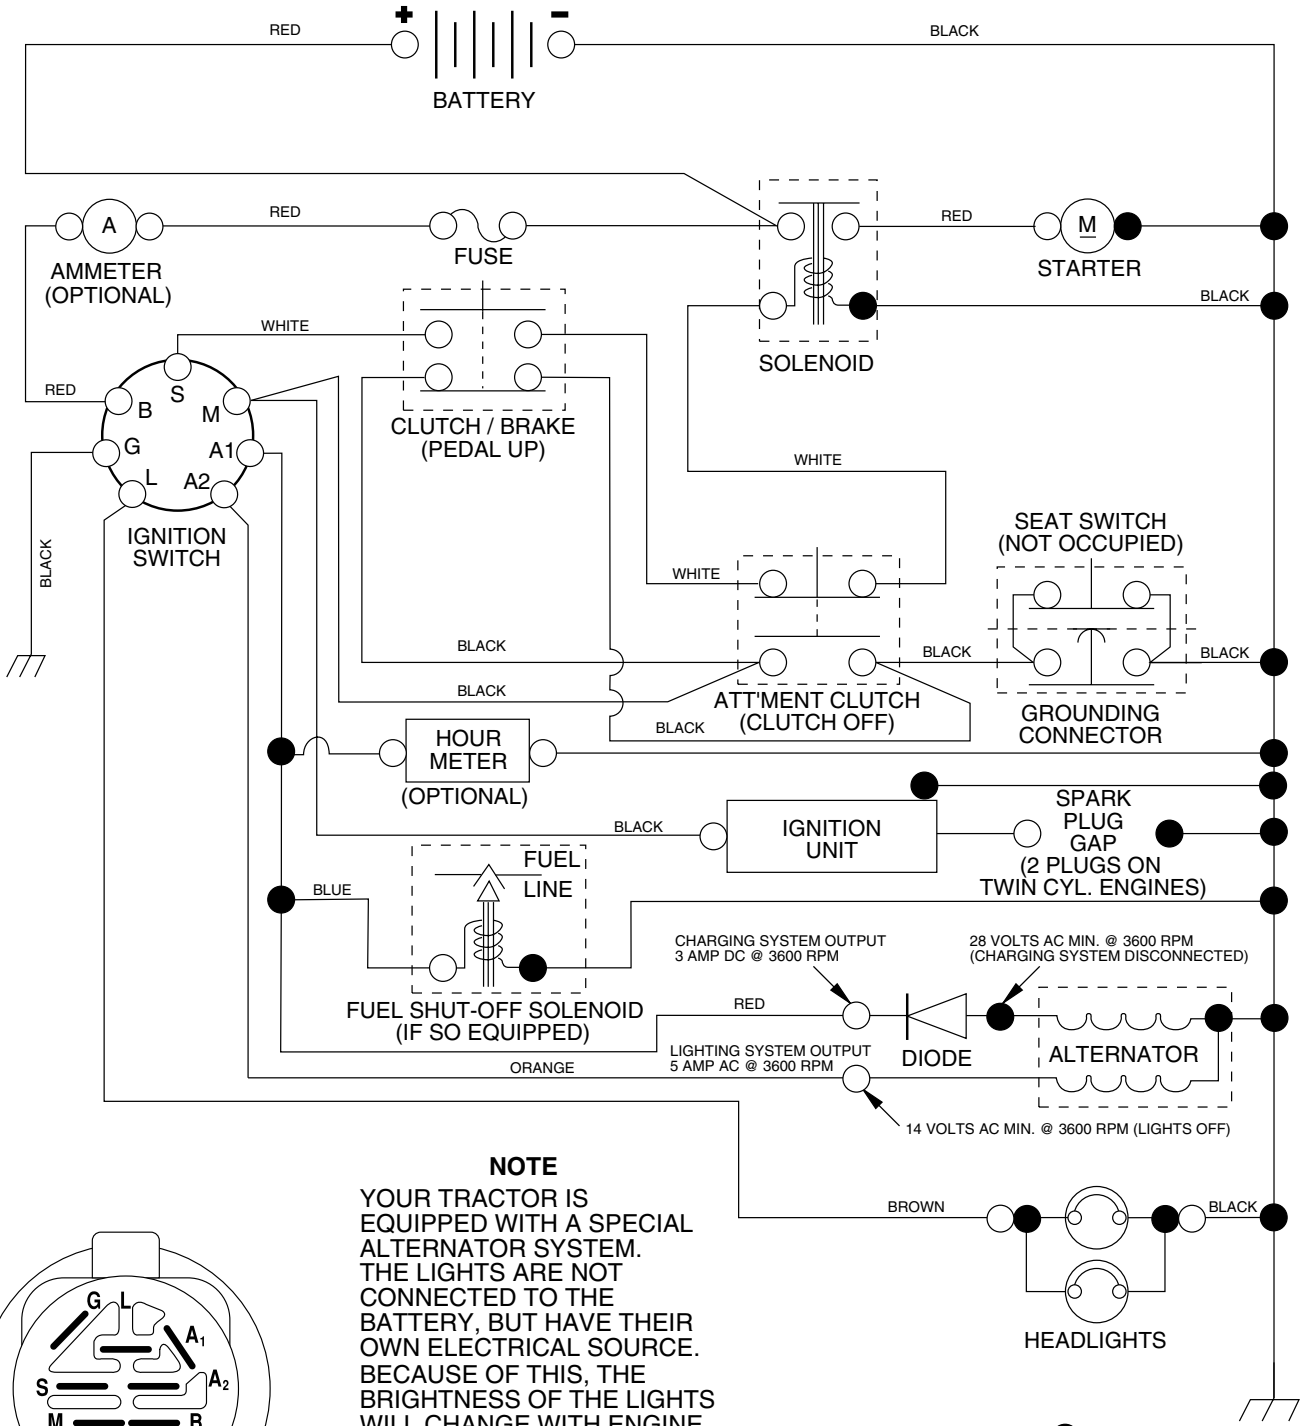 + -
RED
BLACK
BATTERY
A
RED
FUSE
RED
M
STARTER
AMMETER
(OPTIONAL)
BLACK
WHITE
SOLENOID
RED
S
B
M
G
A1
L
A2
CLUTCH / BRAKE
(PEDAL UP)
WHITE
IGNITION
SWITCH
BLACK
SEAT SWITCH
(NOT OCCUPIED)
WHITE
BLACK
BLACK
BLACK
BLACK
ATT'MENT CLUTCH
(CLUTCH OFF)
BLACK
GROUNDING
CONNECTOR
HOUR
METER
(OPTIONAL)
BLACK
IGNITION
UNIT
SPARK
PLUG
GAP
(2 PLUGS ON
TWIN CYL. ENGINES)
FUEL
LINE
BLUE
FUEL SHUT-OFF SOLENOID
(IF SO EQUIPPED)
CHARGING SYSTEM OUTPUT
3 AMP DC @ 3600 RPM
28 VOLTS AC MIN. @ 3600 RPM
(CHARGING SYSTEM DISCONNECTED)
RED
DIODE
ALTERNATOR
LIGHTING SYSTEM OUTPUT
5 AMP AC @ 3600 RPM
ORANGE
14 VOLTS AC MIN. @ 3600 RPM (LIGHTS OFF)
BROWN
BLACK
HEADLIGHTS
NOTE
YOUR TRACTOR IS
EQUIPPED WITH A SPECIAL
ALTERNATOR SYSTEM.
THE LIGHTS ARE NOT
CONNECTED TO THE
BATTERY, BUT HAVE THEIR
OWN ELECTRICAL SOURCE.
BECAUSE OF THIS, THE
BRIGHTNESS OF THE LIGHTS
WILL CHANGE WITH ENGINE
G L
A1
S
A2
M
B